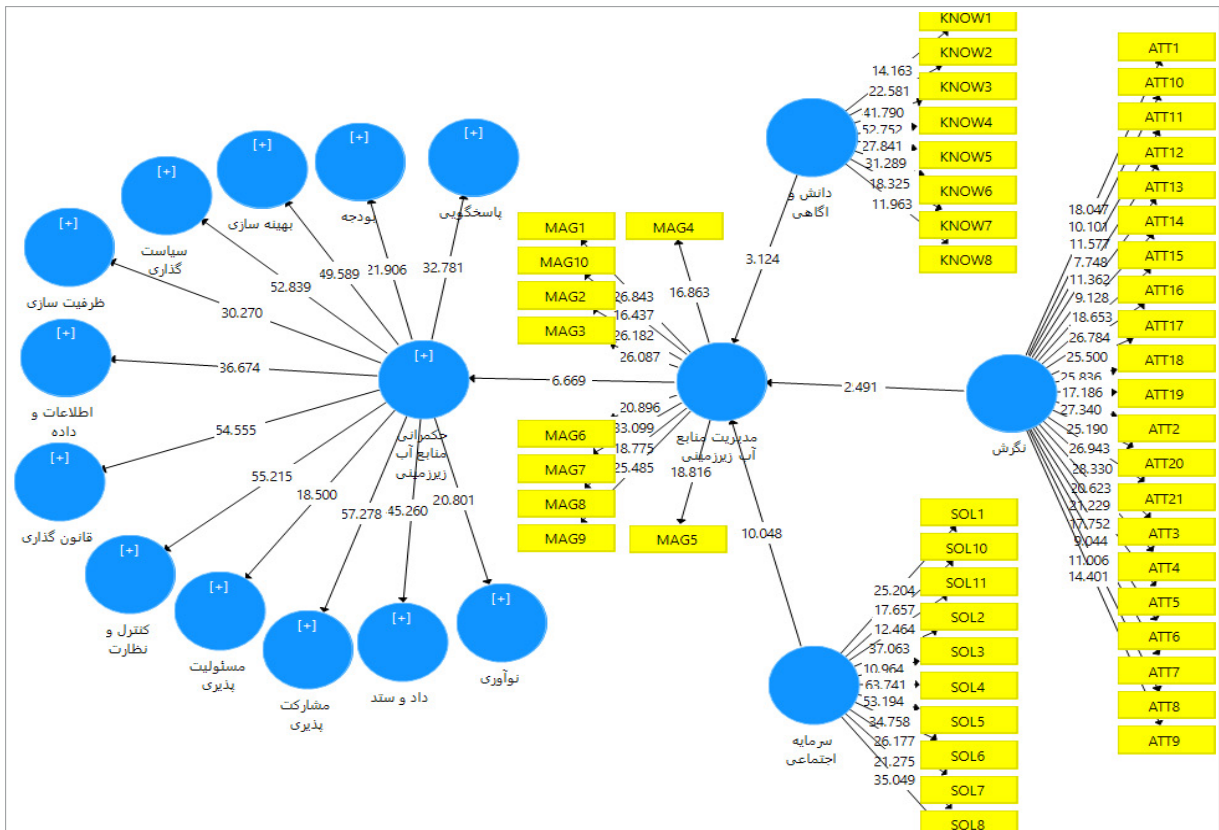 [+]
پاسخگویی
[+]
بودجه
[+]
بهینه سازی
[+]
سیاست
گذاری
[+]
ظرفیت سازی
[+]
اطلاعات و
داده
[+]
قانون گذاری
[+]
کنترل و
نظارت
[+]
مسئولیت
پذیری
[+]
مشارکت
پذیری
[+]
داد و ستد
[+]
نوآوری
32.781
21.906
49.589
52.839
30.270
36.674
54.555
55.215
18.500
57.278
45.260
20.801
[+]
حکمرانی
منابع آب
زیرزمینی
6.669
مدیریت منابع
آب زیرزمینی
MAG1
MAG10
MAG2
MAG3
MAG4
26.843
16.437
26.182
26.087
16.863
MAG6
MAG7
MAG8
MAG9
MAG5
20.896
33.099
18.775
25.485
18.816
3.124
2.491
10.048
دانش و
اگاهی
14.163
22.581
41.790
52.752
27.841
31.289
18.325
11.963
KNOW1
KNOW2
KNOW3
KNOW4
KNOW5
KNOW6
KNOW7
KNOW8
سرمایه
اجتماعی
25.204
17.657
12.464
37.063
10.964
63.741
53.194
34.758
26.177
21.275
35.049
SOL1
SOL10
SOL11
SOL2
SOL3
SOL4
SOL5
SOL6
SOL7
SOL8
نگرش
18.047
10.101
11.577
7.748
11.362
9.128
18.653
26.784
25.500
25.836
17.186
27.340
25.190
26.943
28.330
20.623
21.229
17.752
9.044
11.006
14.401
ATT1
ATT10
ATT11
ATT12
ATT13
ATT14
ATT15
ATT16
ATT17
ATT18
ATT19
ATT2
ATT20
ATT21
ATT3
ATT4
ATT5
ATT6
ATT7
ATT8
ATT9